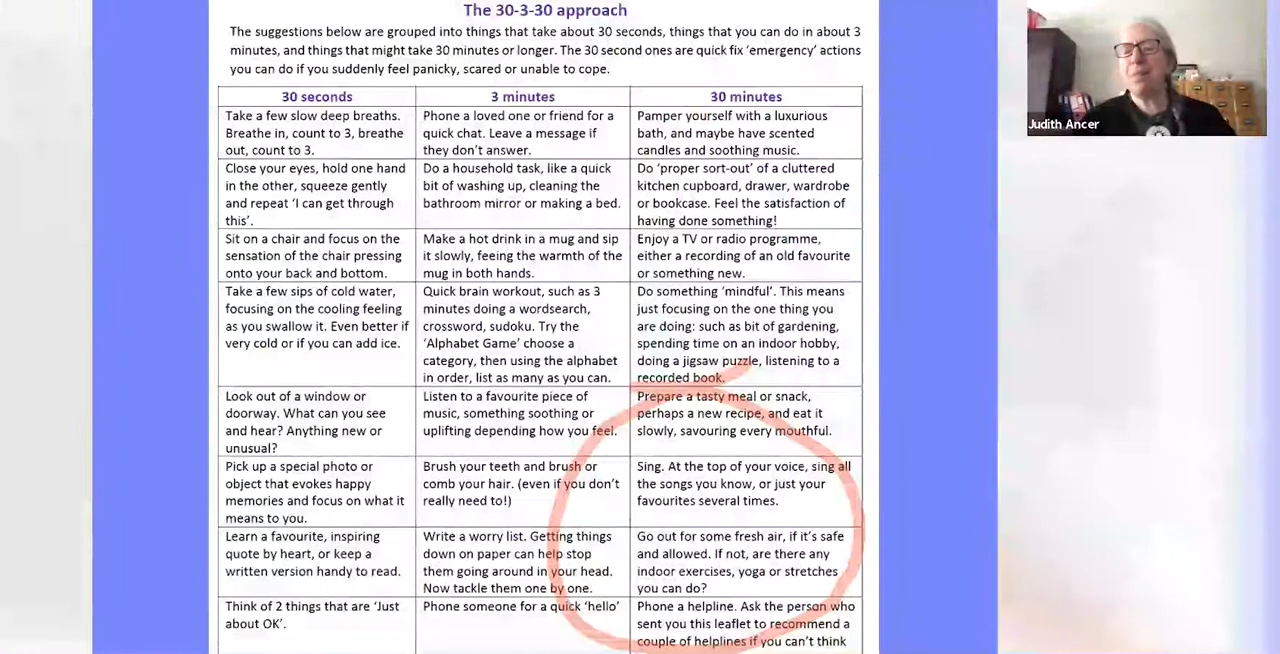 The 30-3-30 approach
The suggestions below are grouped into things that take about 30 seconds, things that you can do in about 3
minutes, and things that might take 30 minutes or longer. The 30 second ones are quick fix ‘emergency’ actions
you can do if you suddenly feel panicky, scared or unable to cope.
30 seconds
3 minutes
30 minutes
Take a few slow deep breaths.
Breathe in, count to 3, breathe
out, count to 3.
Phone a loved one or friend for a
quick chat. Leave a message if
they don’t answer.
Pamper yourself with a luxurious
bath, and maybe have scented
candles and soothing music.
Close your eyes, hold one hand
in the other, squeeze gently
and repeat ‘I can get through
this’.
Do a household task, like a quick
bit of washing up, cleaning the
bathroom mirror or making a bed.
Do ‘proper sort-out’ of a cluttered
kitchen cupboard, drawer, wardrobe
or bookcase. Feel the satisfaction of
having done something!
Sit on a chair and focus on the
sensation of the chair pressing
onto your back and bottom.
Make a hot drink in a mug and sip
it slowly, feeing the warmth of the
mug in both hands.
Enjoy a TV or radio programme,
either a recording of an old favourite
or something new.
Take a few sips of cold water,
focusing on the cooling feeling
as you swallow it. Even better if
very cold or if you can add ice.
Quick brain workout, such as 3
minutes doing a wordsearch,
crossword, sudoku. Try the
‘Alphabet Game’ choose a
category, then using the alphabet
in order, list as many as you can.
Do something ‘mindful’. This means
just focusing on the one thing you
are doing: such as bit of gardening,
spending time on an indoor hobby,
doing a jigsaw puzzle, listening to a
recorded book.
Look out of a window or
doorway. What can you see
and hear? Anything new or
unusual?
Listen to a favourite piece of
music, something soothing or
uplifting depending how you feel.
Prepare a tasty meal or snack,
perhaps a new recipe, and eat it
slowly, savouring every mouthful.
Pick up a special photo or
object that evokes happy
memories and focus on what it
means to you.
Brush your teeth and brush or
comb your hair. (even if you don’t
really need to!)
Sing. At the top of your voice, sing all
the songs you know, or just your
favourites several times.
Learn a favourite, inspiring
quote by heart, or keep a
written version handy to read.
Write a worry list. Getting things
down on paper can help stop
them going around in your head.
Now tackle them one by one.
Go out for some fresh air, if it’s safe
and allowed. If not, are there any
indoor exercises, yoga or stretches
you can do?
Think of 2 things that are ‘Just
about OK’.
Phone someone for a quick ‘hello’
Phone a helpline. Ask the person who
sent you this leaflet to recommend a
couple of helplines if you can’t think
Judith Ancer